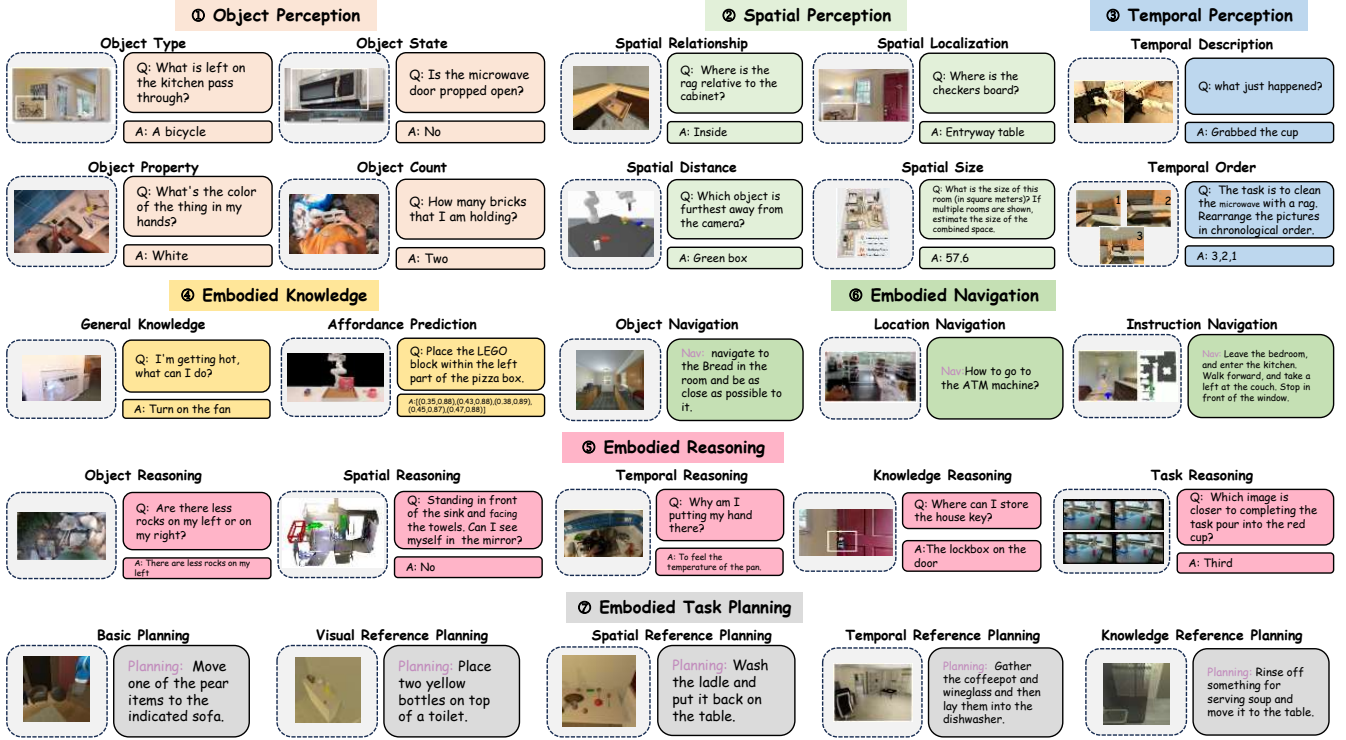 ① Object Perception
Object Type
Q: What is left on
the kitchen pass
through?
A: A bicycle
Object State
Q: Is the microwave
door propped open?
A: No
Object Property
Q: What's the color
of the thing in my
hands?
A: White
Object Count
Q: How many bricks
that I am holding?
A: Two
② Spatial Perception
Spatial Relationship
Q: Where is the
rag relative to the
cabinet?
A: Inside
Spatial Localization
Q: Where is the
checkers board?
A: Entryway table
Spatial Distance
Q: Which object is
furthest away from
the camera?
A: Green box
Spatial Size
Q: What is the size of this
room (in square meters)? If
multiple rooms are shown,
estimate the size of the
combined space.
A: 57.6
③ Temporal Perception
Temporal Description
Q: what just happened?
A: Grabbed the cup
Temporal Order
1
2
3
Q: The task is to clean
the microwave with a rag.
Rearrange the pictures
in chronological order.
A: 3,2,1
④ Embodied Knowledge
General Knowledge
Q: I'm getting hot,
what can I do?
A: Turn on the fan
Affordance Prediction
Q: Place the LEGO
block within the left
part of the pizza box.
A:[(0.35,0.88),(0.43,0.88),(0.38,0.89),
(0.45,0.87),(0.47,0.88)]
⑥ Embodied Navigation
Object Navigation
Nav: navigate to
the Bread in the
room and be as
close as possible to
it.
Location Navigation
Nav:How to go to
the ATM machine?
Instruction Navigation
Nav: Leave the bedroom,
and enter the kitchen.
Walk forward, and take a
left at the couch. Stop in
front of the window.
⑤ Embodied Reasoning
Object Reasoning
Q: Are there less
rocks on my left or on
my right?
A: There are less rocks on my
left
Spatial Reasoning
Q: Standing in front
of the sink and facing
the towels. Can I see
myself in the mirror?
A: No
Temporal Reasoning
Q: Why am I
putting my hand
there?
A: To feel the
temperature of the pan.
Knowledge Reasoning
Q: Where can I store
the house key?
A:The lockbox on the
door
Task Reasoning
Q: Which image is
closer to completing the
task pour into the red
cup?
A: Third
⑦ Embodied Task Planning
Basic Planning
Planning: Move
one of the pear
items to the
indicated sofa.
Visual Reference Planning
Planning: Place
two yellow
bottles on top
of a toilet.
Spatial Reference Planning
Planning: Wash
the ladle and
put it back on
the table.
Temporal Reference Planning
Planning: Gather
the coffeepot and
wineglass and then
lay them into the
dishwasher.
Knowledge Reference Planning
Planning: Rinse off
something for
serving soup and
move it to the table.